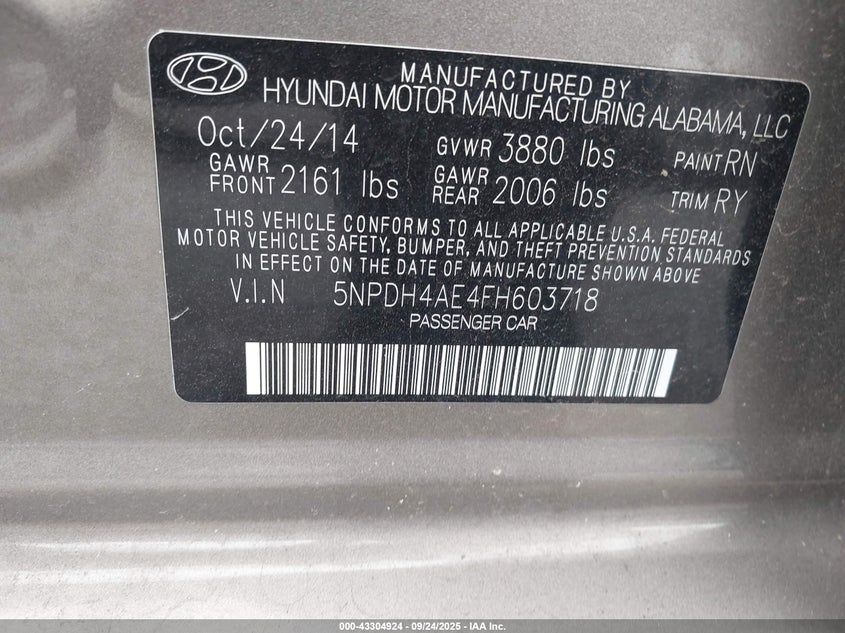 MANUFACTURED BY
HYUNDAI MOTOR MANUFACTURING ALABAMA, LLC
Oct/24/14 GVWR 3880 lbs PAINT RN
GAWR FRONT 2161 lbs GAWR REAR 2006 lbs TRIM RY
THIS VEHICLE CONFORMS TO ALL APPLICABLE U.S.A. FEDERAL
MOTOR VEHICLE SAFETY, BUMPER, AND THEFT PREVENTION STANDARDS
IN EFFECT ON THE DATE OF MANUFACTURE SHOWN ABOVE
V.I.N 5NPDH4AE4FH603718
PASSENGER CAR
000-43304924 - 09/24/2025 - IAA Inc.